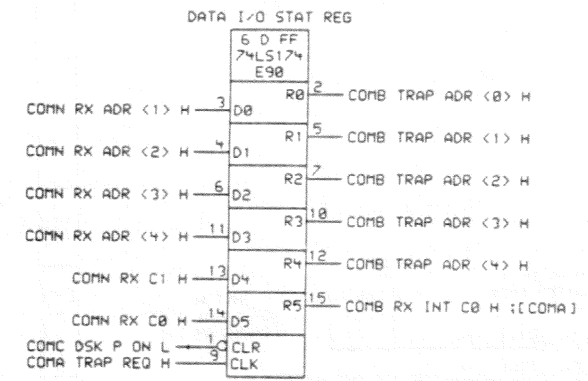 DATA I/O STAT REG
6 D FF
74LS174
E90
R0 2 COMB TRAP ADR <0> H
COMN RX ADR <1> H 3 D0
R1 5 COMB TRAP ADR <1> H
COMN RX ADR <2> H 4 D1
R2 7 COMB TRAP ADR <2> H
COMN RX ADR <3> H 6 D2
R3 10 COMB TRAP ADR <3> H
COMN RX ADR <4> H 11 D3
R4 12 COMB TRAP ADR <4> H
COMN RX C1 H 13 D4
R5 15 COMB RX INT C0 H ;[COMA]
COMN RX C0 H 14 D5
COMC DSK P ON L 1 CLR
COMA TRAP REQ H 9 CLK